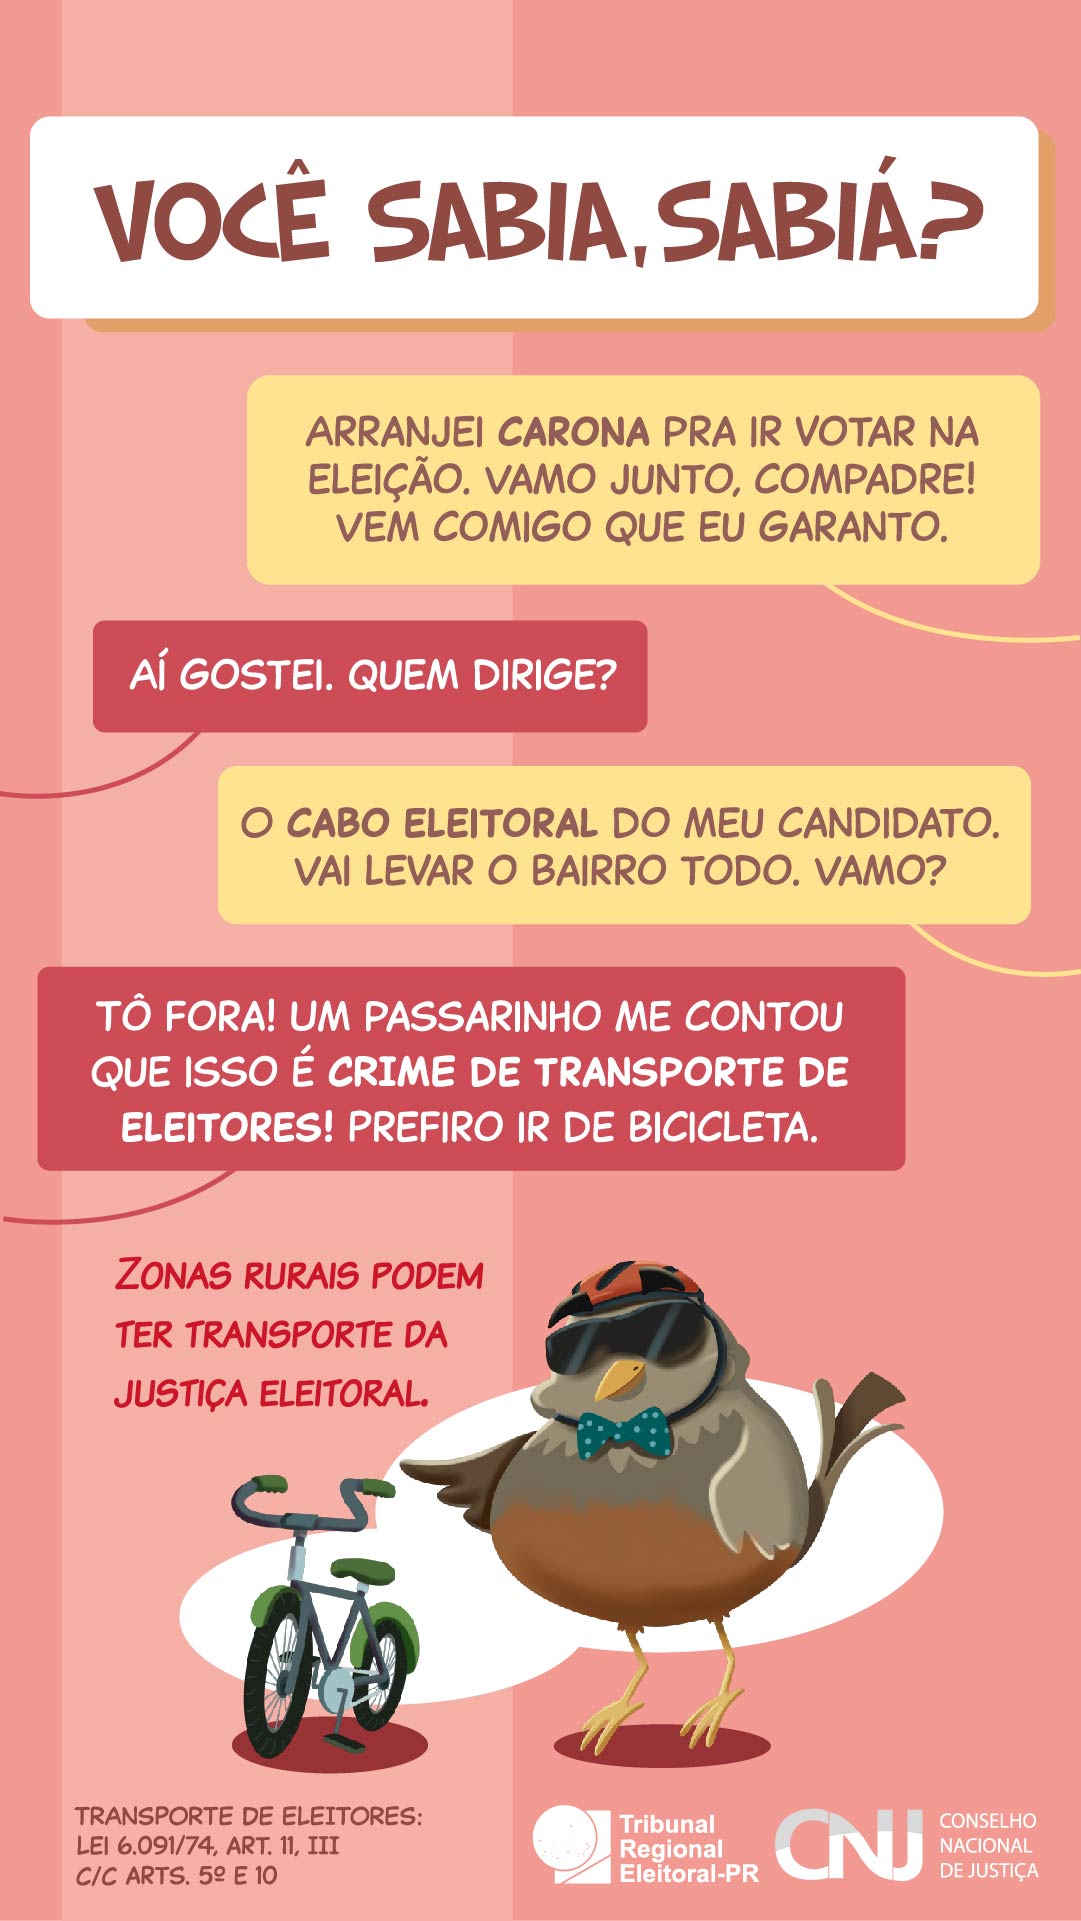 VOCÊ SABIA, SABIÁ?
ARRANJEI CARONA PRA IR VOTAR NA
ELEIÇÃO. VAMO JUNTO, COMPADRE!
VEM COMIGO QUE EU GARANTO.
AÍ GOSTEI. QUEM DIRIGE?
O CABO ELEITORAL DO MEU CANDIDATO.
VAI LEVAR O BAIRRO TODO. VAMO?
TÔ FORA! UM PASSARINHO ME CONTOU
QUE ISSO É CRIME DE TRANSPORTE DE
ELEITORES! PREFIRO IR DE BICICLETA.
ZONAS RURAIS PODEM
TER TRANSPORTE DA
JUSTIÇA ELEITORAL.
TRANSPORTE DE ELEITORES:
LEI 6.091/74, ART. 11, III
C/C ARTS. 5º E 10
Tribunal
Regional
Eleitoral-PR
CNJ
CONSELHO
NACIONAL
DE JUSTIÇA